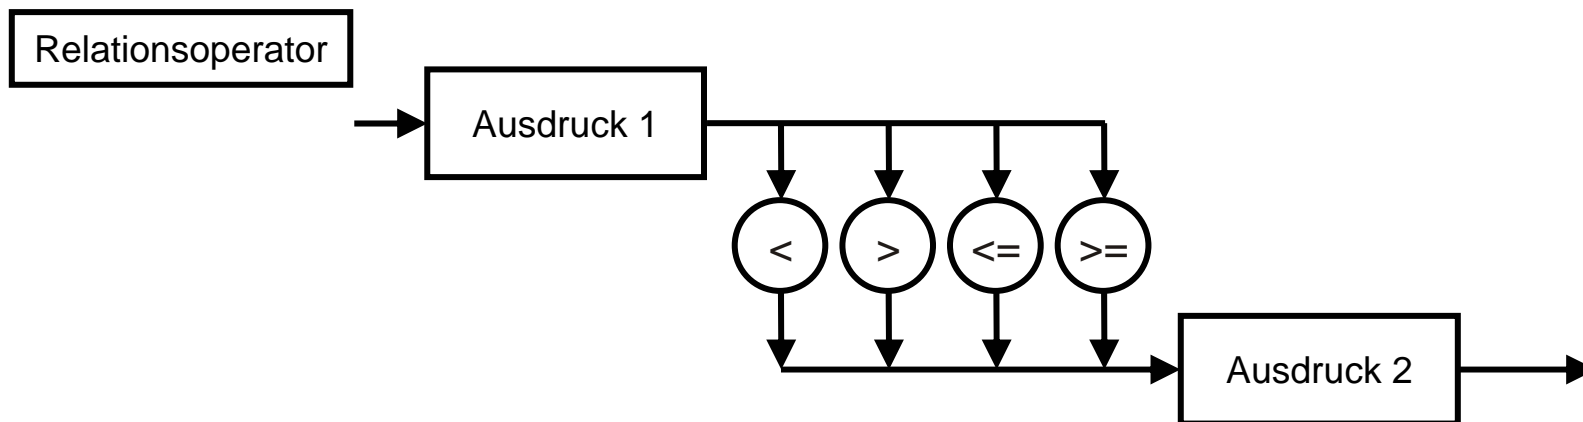 Relationsoperator
Ausdruck 1
< > <= >=
Ausdruck 2